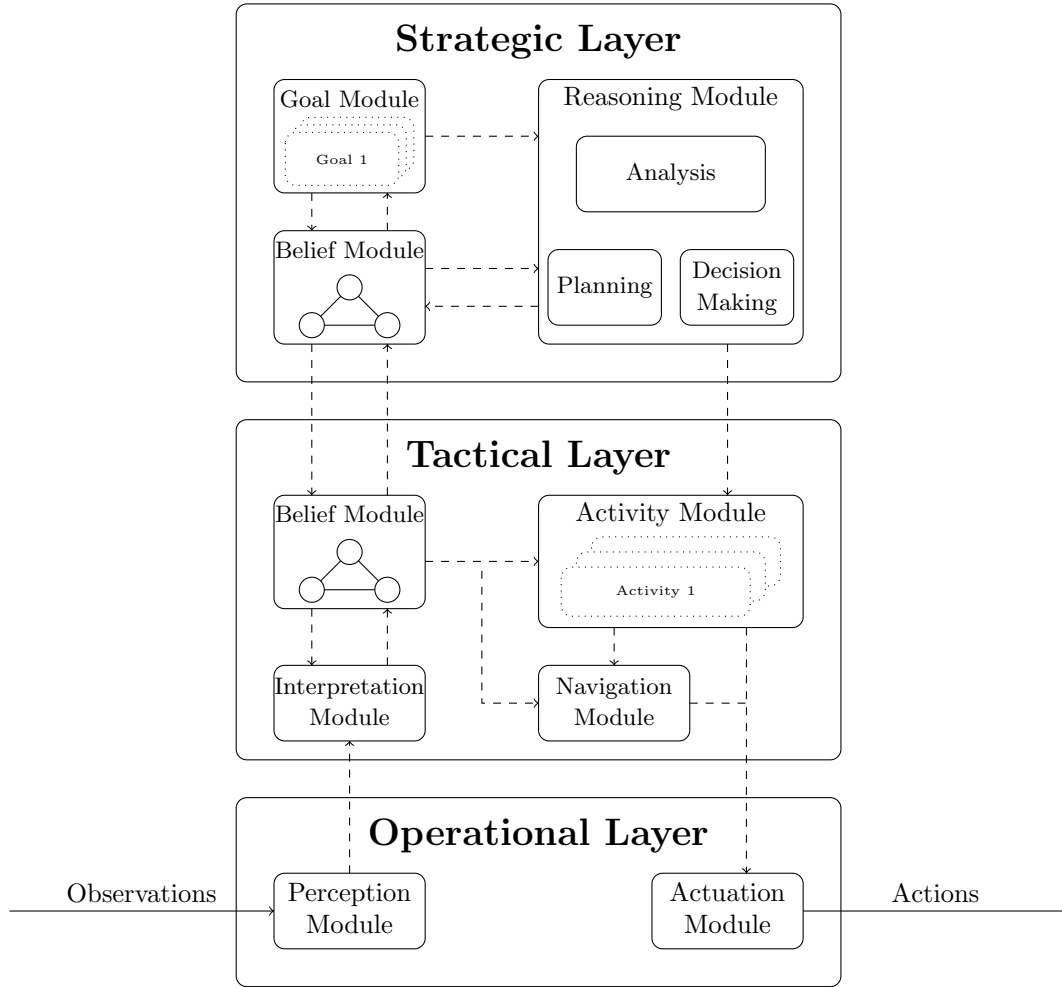 Strategic Layer
Goal Module
Goal 1
Reasoning Module
Analysis
Belief Module
Planning
Decision
Making
Tactical Layer
Belief Module
Activity Module
Activity 1
Interpretation
Module
Navigation
Module
Operational Layer
Observations
Perception
Module
Actuation
Module
Actions